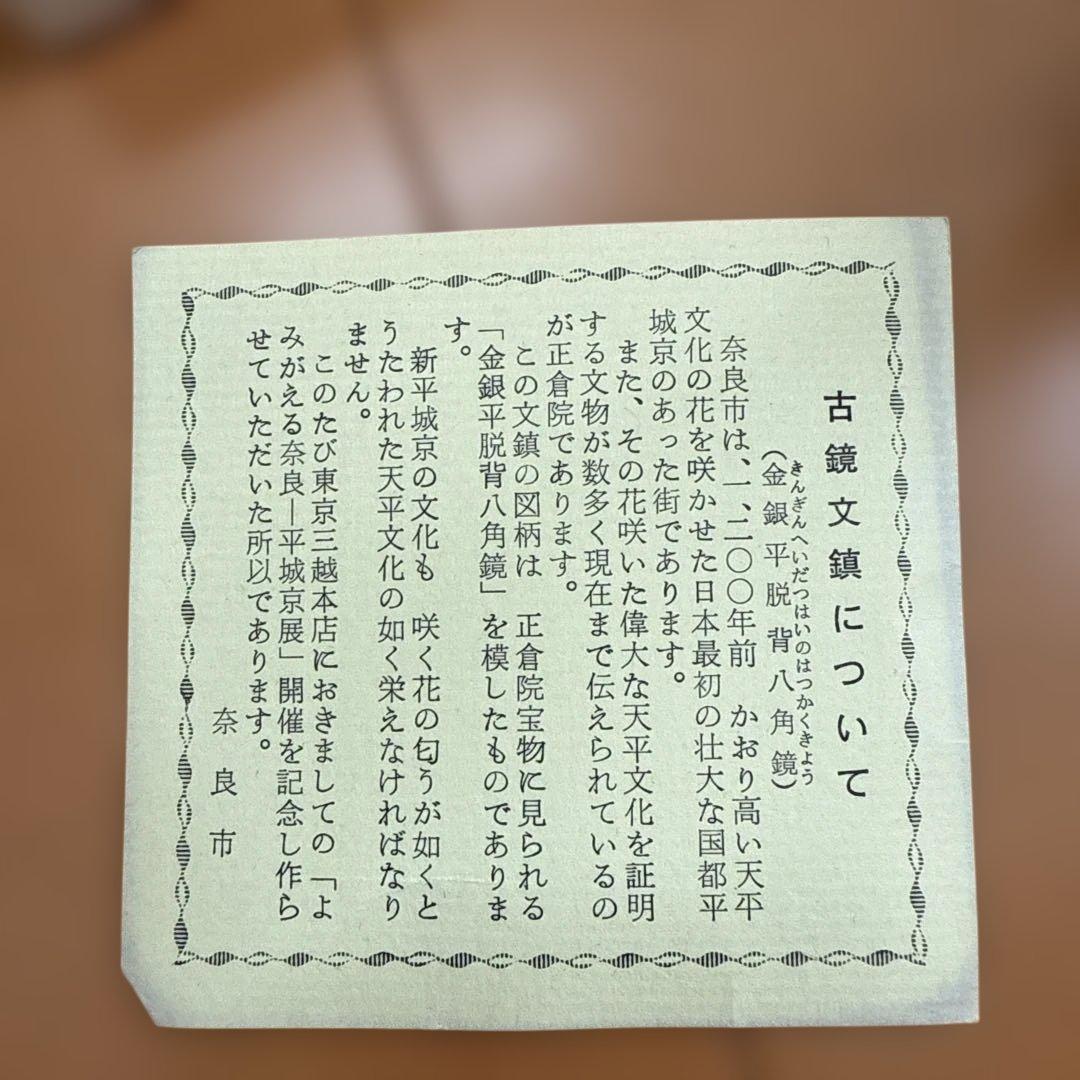 古鏡文鎮について
(金銀平脱背八角鏡)
きんぎんへいだつはいのはつかくきよう
奈良市は、一、二〇〇年前　かおり高い天平
文化の花を咲かせた日本最初の壮大な国都平
城京のあった街であります。
また、その花咲いた偉大な天平文化を証明
する文物が数多く現在まで伝えられているの
が正倉院であります。
この文鎮の図柄は　正倉院宝物に見られる
「金銀平脱背八角鏡」を模したものでありま
す。
新平城京の文化も　咲く花の匂うが如くと
うたわれた天平文化の如く栄えなければなり
ません。
このたび東京三越本店におきましての「よ
みがえる奈良—平城京展」開催を記念し作ら
せていただいた所以であります。
奈良市